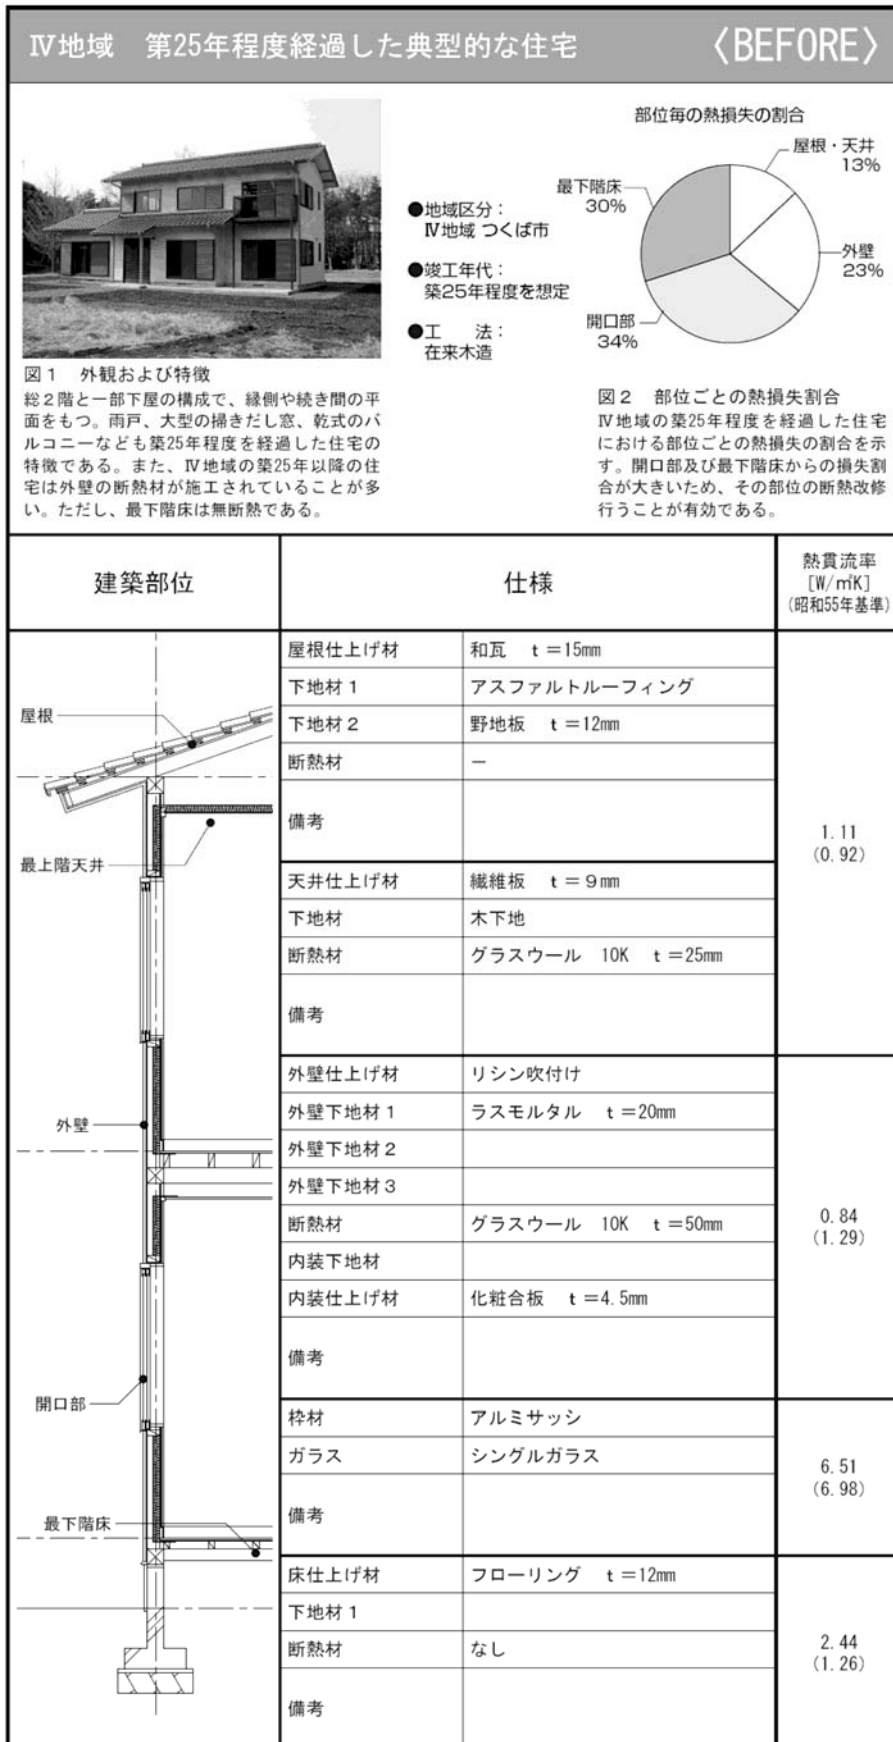 Ⅳ地域　第25年程度経過した典型的な住宅　〈BEFORE〉
部位毎の熱損失の割合
屋根・天井
13%
最下階床
30%
外壁
23%
開口部
34%
●地域区分：
Ⅳ地域 つくば市
●竣工年代：
築25年程度を想定
●工　法：
在来木造
図１　外観および特徴
総２階と一部下屋の構成で、縁側や続き間の平
面をもつ。雨戸、大型の掃きだし窓、乾式のバ
ルコニーなども築25年程度を経過した住宅の
特徴である。また、Ⅳ地域の築25年以降の住
宅は外壁の断熱材が施工されていることが多
い。ただし、最下階床は無断熱である。
図２　部位ごとの熱損失割合
Ⅳ地域の築25年程度を経過した住宅
における部位ごとの熱損失の割合を示
す。開口部及び最下階床からの損失割
合が大きいため、その部位の断熱改修
行うことが有効である。
建築部位　仕様　熱貫流率
[W/㎡K]
(昭和55年基準)
屋根
最上階天井
外壁
開口部
最下階床
屋根仕上げ材　和瓦　t＝15㎜
下地材１　アスファルトルーフィング
下地材２　野地板　t＝12㎜
断熱材　－
備考
天井仕上げ材　繊維板　t＝９㎜
下地材　木下地
断熱材　グラスウール　10K　t＝25㎜
備考
1.11
(0.92)
外壁仕上げ材　リシン吹付け
外壁下地材１　ラスモルタル　t＝20㎜
外壁下地材２
外壁下地材３
断熱材　グラスウール　10K　t＝50㎜
内装下地材
内装仕上げ材　化粧合板　t＝4.5㎜
備考
0.84
(1.29)
枠材　アルミサッシ
ガラス　シングルガラス
備考
6.51
(6.98)
床仕上げ材　フローリング　t＝12㎜
下地材１
断熱材　なし
備考
2.44
(1.26)